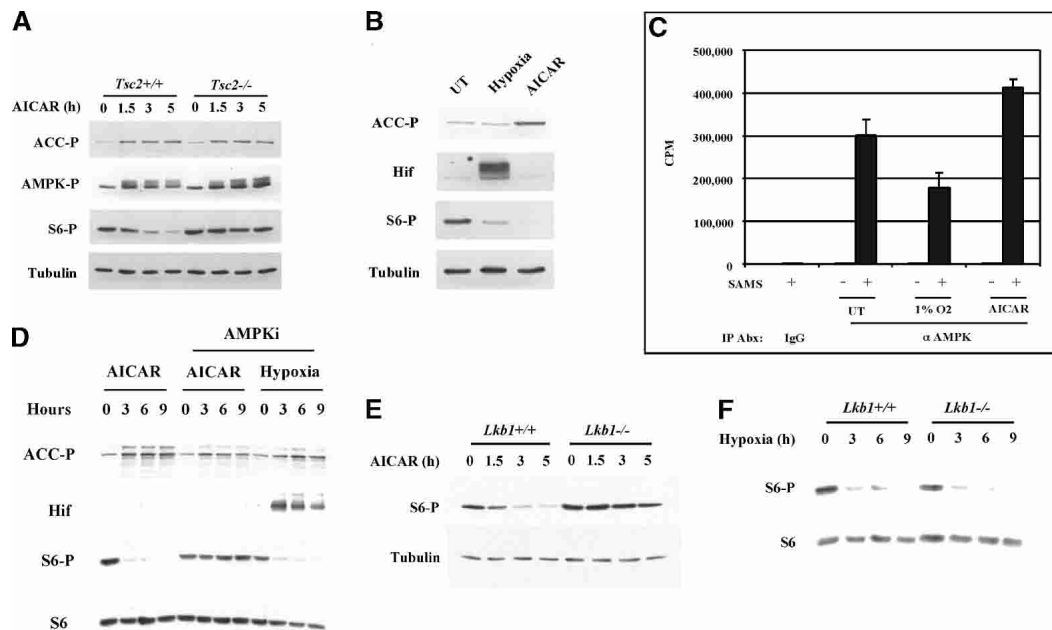 A
Tsc2+/+ Tsc2-/-
AICAR (h) 0 1.5 3 5 0 1.5 3 5
ACC-P
AMPK-P
S6-P
Tubulin
B
UT Hypoxia AICAR
ACC-P
Hif
S6-P
Tubulin
C
500,000
400,000
300,000
200,000
100,000
0
CPM
SAMS + - + - + - +
UT 1% O2 AICAR
IP Abx: IgG α AMPK
D
AMPKi
AICAR AICAR Hypoxia
Hours 0 3 6 9 0 3 6 9 0 3 6 9
ACC-P
Hif
S6-P
S6
E
Lkb1+/+ Lkb1-/-
AICAR (h) 0 1.5 3 5 0 1.5 3 5
S6-P
Tubulin
F
Lkb1+/+ Lkb1-/-
Hypoxia (h) 0 3 6 9 0 3 6 9
S6-P
S6